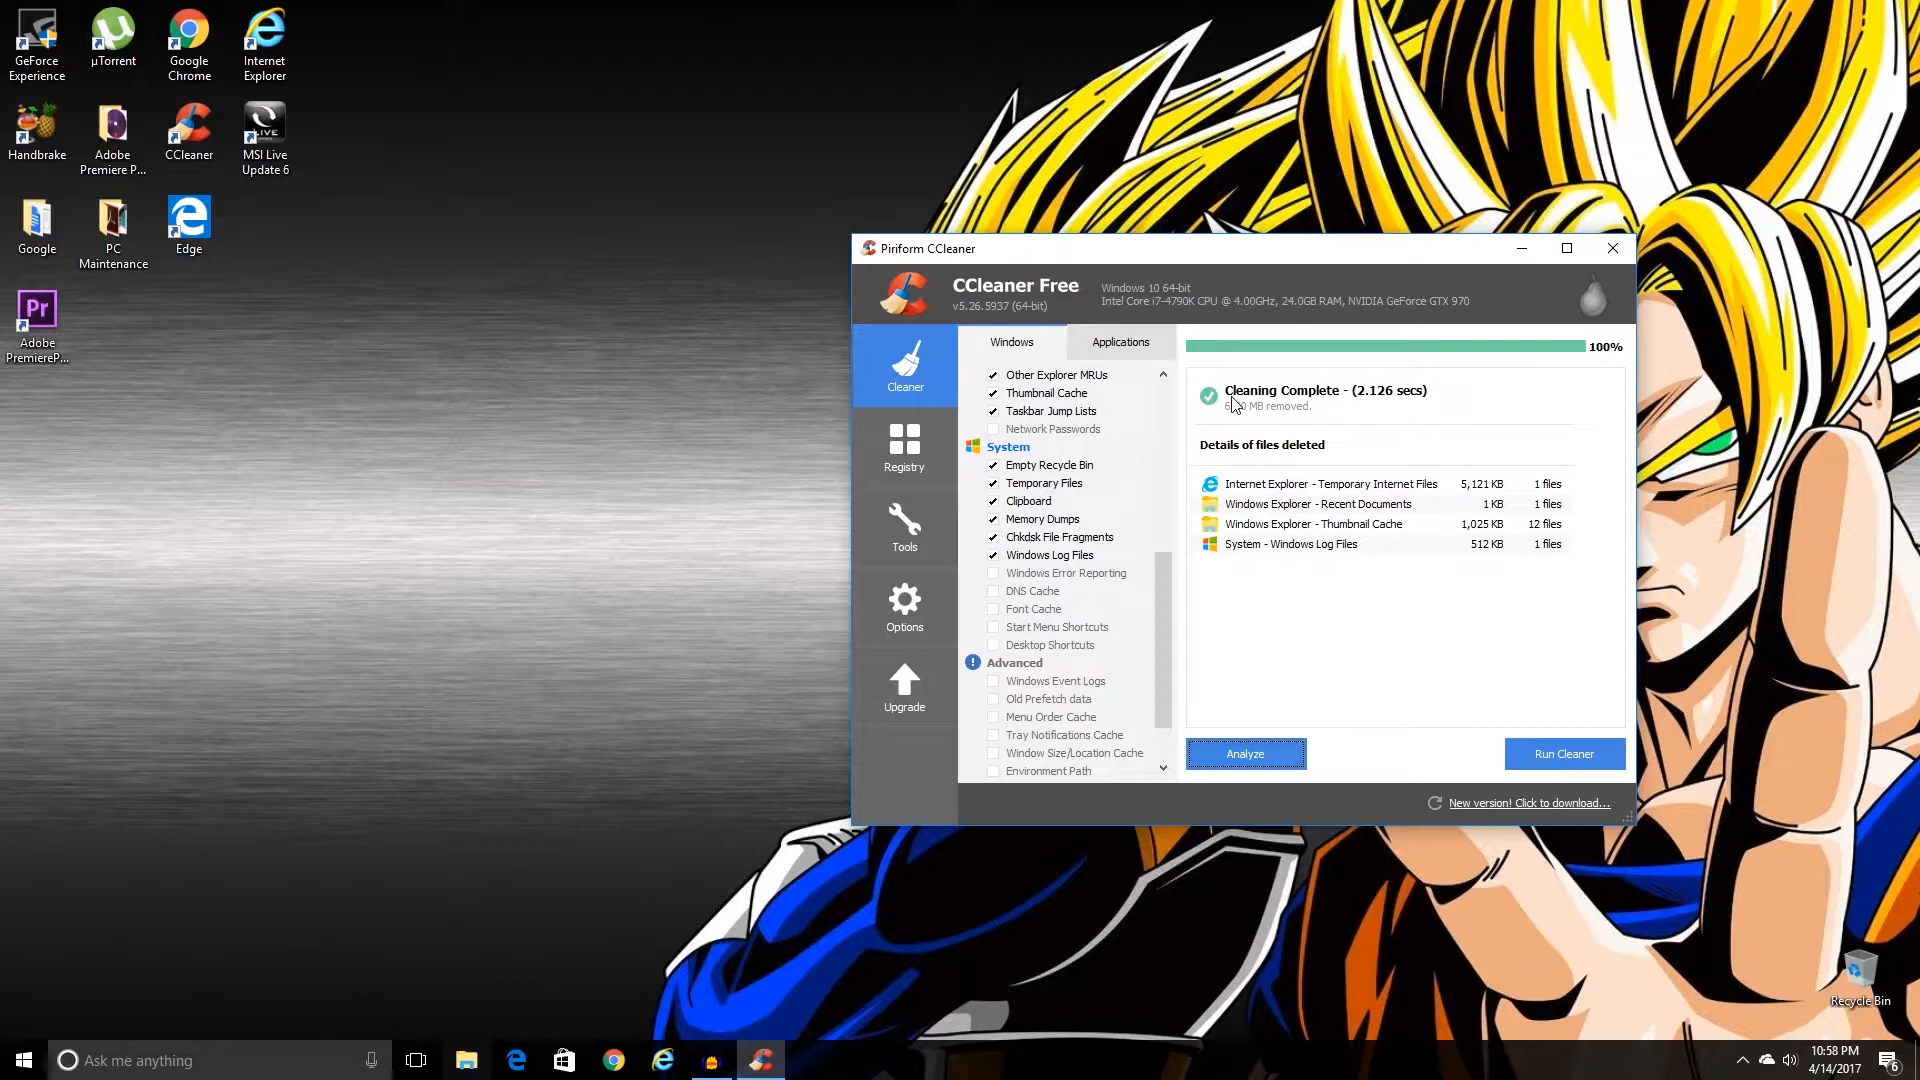 GeForce
Experience
µTorrent
Google
Chrome
Internet
Explorer
Handbrake
Adobe
Premiere P...
CCleaner
LIVE
MSI Live
Update 6
Google
PC
Maintenance
Edge
Pr
Adobe
PremiereP...
Piriform CCleaner
CCleaner Free
v5.26.5937 (64-bit)
Windows 10 64-bit
Intel Core i7-4790K CPU @ 4.00GHz, 24.0GB RAM, NVIDIA GeForce GTX 970
Cleaner
Registry
Tools
Options
Upgrade
Windows
Applications
Other Explorer MRUs
Thumbnail Cache
Taskbar Jump Lists
Network Passwords
System
Empty Recycle Bin
Temporary Files
Clipboard
Memory Dumps
Chkdsk File Fragments
Windows Log Files
Windows Error Reporting
DNS Cache
Font Cache
Start Menu Shortcuts
Desktop Shortcuts
Advanced
Windows Event Logs
Old Prefetch data
Menu Order Cache
Tray Notifications Cache
Window Size/Location Cache
Environment Path
100%
Cleaning Complete - (2.126 secs)
MB removed.
Details of files deleted
Internet Explorer - Temporary Internet Files 5,121 KB 1 files
Windows Explorer - Recent Documents 1 KB 1 files
Windows Explorer - Thumbnail Cache 1,025 KB 12 files
System - Windows Log Files 512 KB 1 files
Analyze
Run Cleaner
New version! Click to download...
Recycle Bin
Ask me anything
10:58 PM
4/14/2017
6